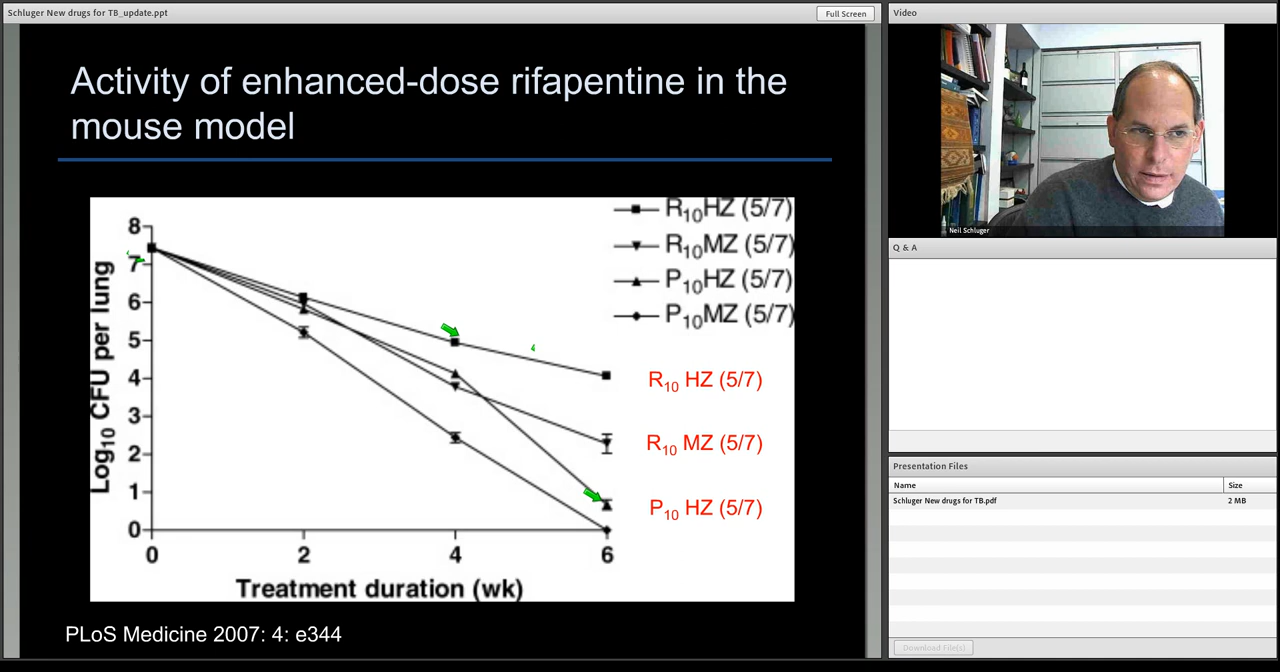 Schluger New drugs for TB_update.ppt
Full Screen
Activity of enhanced-dose rifapentine in the
mouse model
R10HZ (5/7)
R10MZ (5/7)
P10HZ (5/7)
P10MZ (5/7)
8
7
6
5
4
3
2
1
0
Log10 CFU per lung
0 2 4 6
Treatment duration (wk)
R10 HZ (5/7)
R10 MZ (5/7)
P10 HZ (5/7)
PLoS Medicine 2007: 4: e344
Video
Neil Schluger
Q & A
Presentation Files
Name Size
Schluger New drugs for TB.pdf 2 MB
Download File(s)